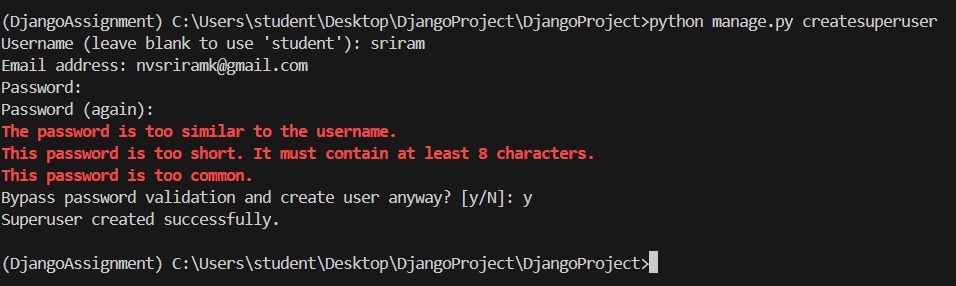 (DjangoAssignment) C:\Users\student\Desktop\DjangoProject\DjangoProject>python manage.py createsuperuser
Username (leave blank to use 'student'): sriram
Email address: nvsriramk@gmail.com
Password:
Password (again):
The password is too similar to the username.
This password is too short. It must contain at least 8 characters.
This password is too common.
Bypass password validation and create user anyway? [y/N]: y
Superuser created successfully.
(DjangoAssignment) C:\Users\student\Desktop\DjangoProject\DjangoProject>